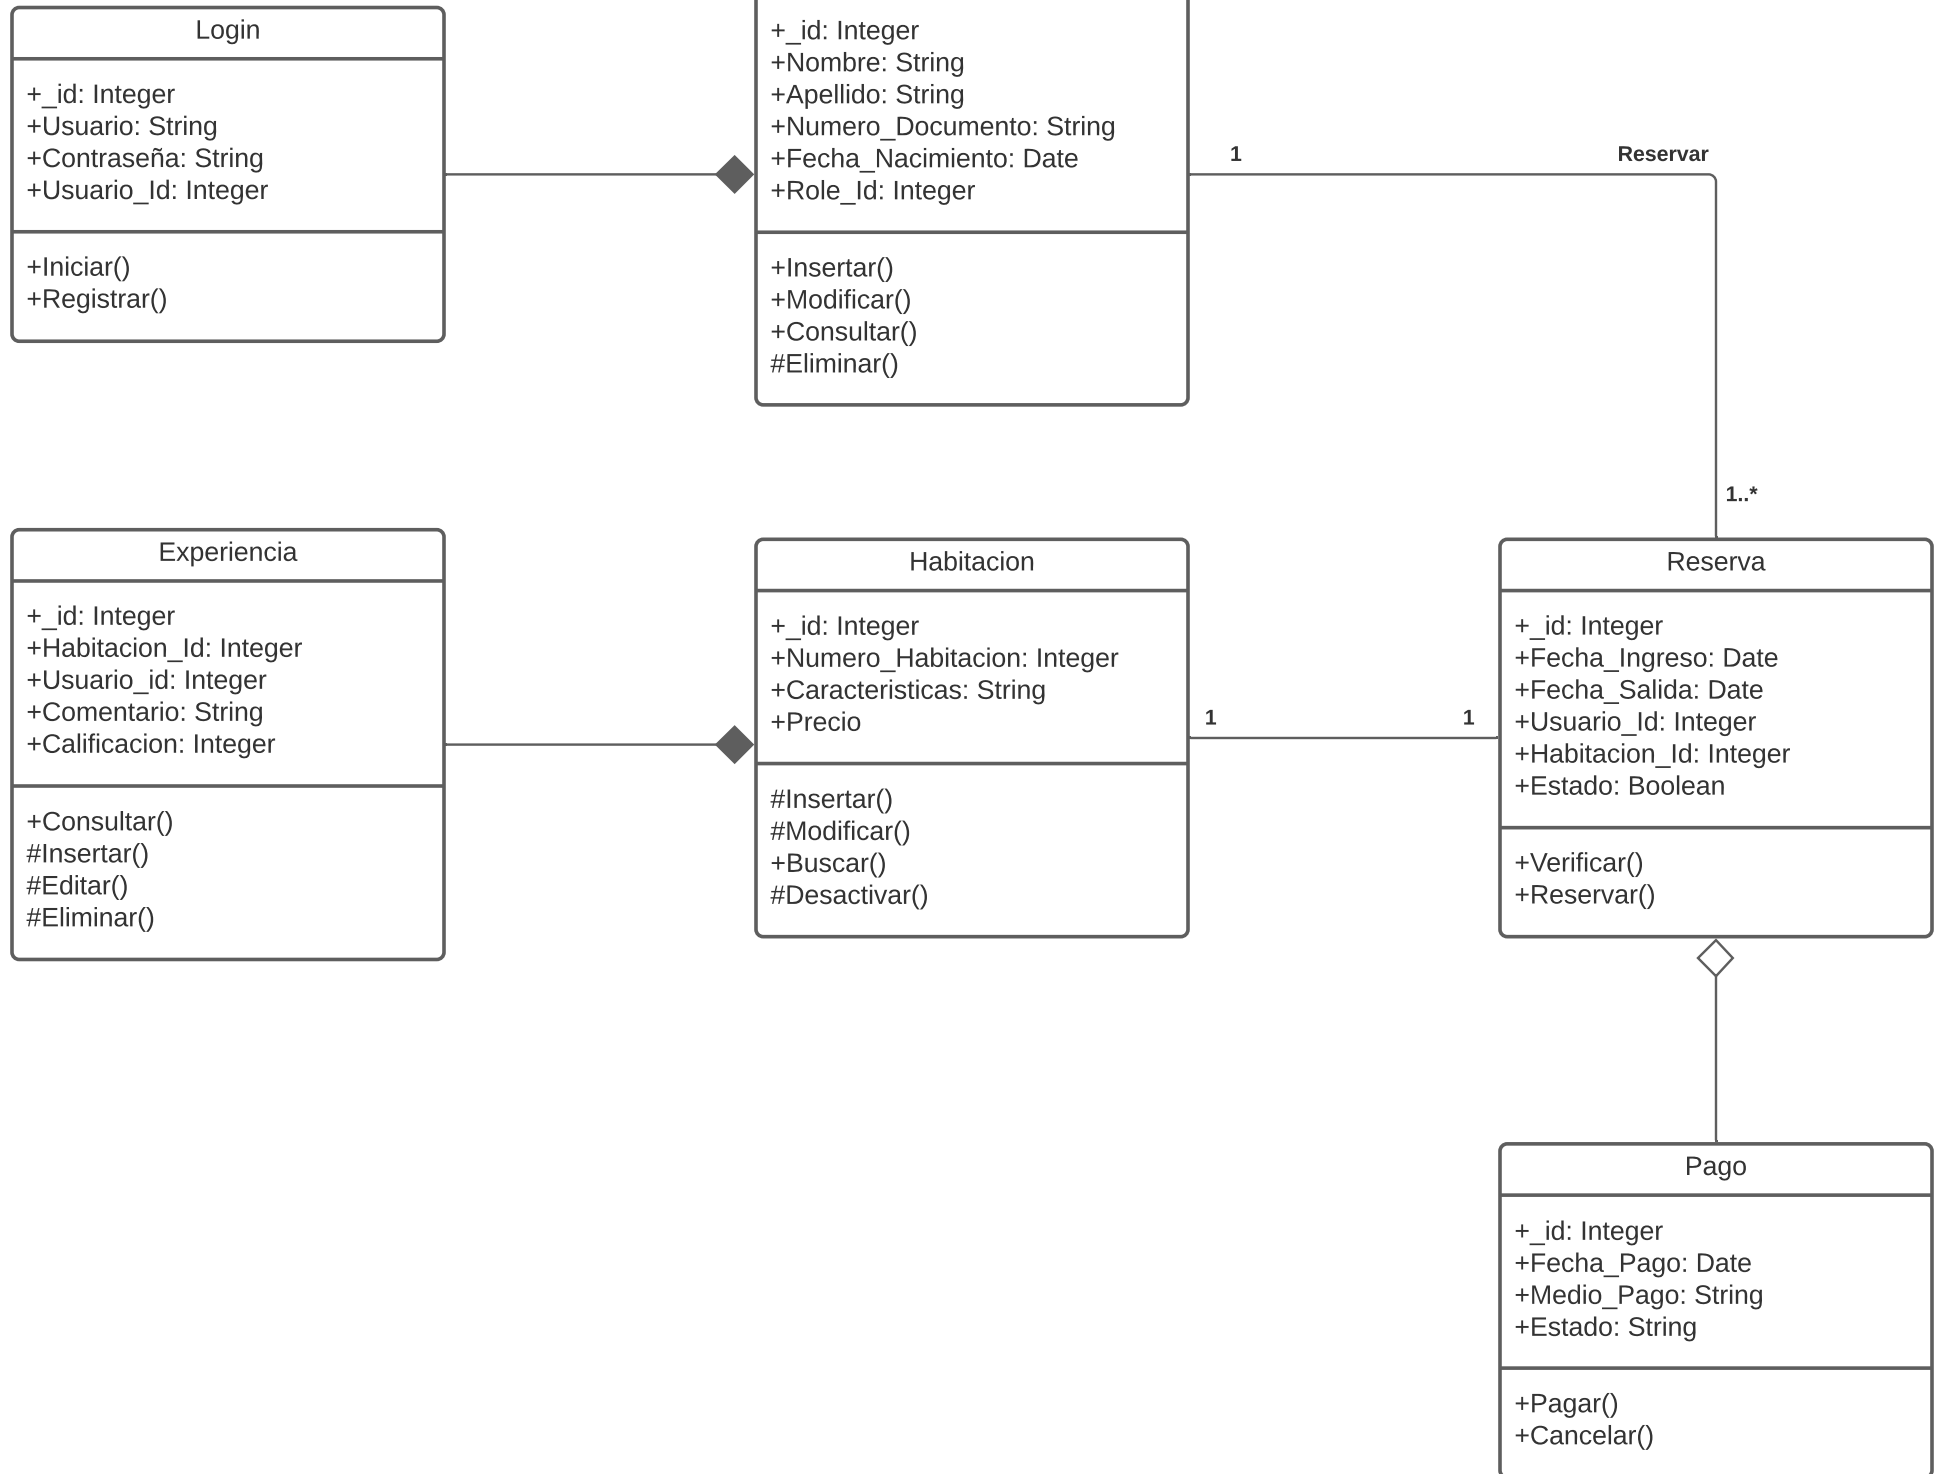 Login
+_id: Integer
+Usuario: String
+Contraseña: String
+Usuario_Id: Integer
+Iniciar()
+Registrar()
+_id: Integer
+Nombre: String
+Apellido: String
+Numero_Documento: String
+Fecha_Nacimiento: Date
+Role_Id: Integer
+Insertar()
+Modificar()
+Consultar()
#Eliminar()
1
Reservar
1..*
Experiencia
+_id: Integer
+Habitacion_Id: Integer
+Usuario_id: Integer
+Comentario: String
+Calificacion: Integer
+Consultar()
#Insertar()
#Editar()
#Eliminar()
Habitacion
+_id: Integer
+Numero_Habitacion: Integer
+Caracteristicas: String
+Precio
#Insertar()
#Modificar()
+Buscar()
#Desactivar()
1
1
Reserva
+_id: Integer
+Fecha_Ingreso: Date
+Fecha_Salida: Date
+Usuario_Id: Integer
+Habitacion_Id: Integer
+Estado: Boolean
+Verificar()
+Reservar()
Pago
+_id: Integer
+Fecha_Pago: Date
+Medio_Pago: String
+Estado: String
+Pagar()
+Cancelar()